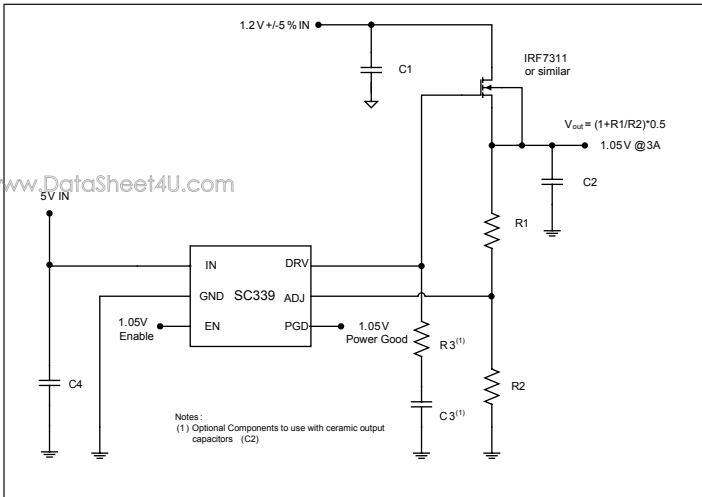 1.2V +/-5% IN
C1
IRF7311
or similar
Vout = (1+R1/R2)*0.5
1.05V @3A
C2
www.DataSheet4U.com
5V IN
R1
IN
DRV
GND
SC339
ADJ
EN
PGD
1.05V
Enable
1.05V
Power Good
R3(1)
C4
R2
C3(1)
Notes:
(1) Optional Components to use with ceramic output
capacitors (C2)